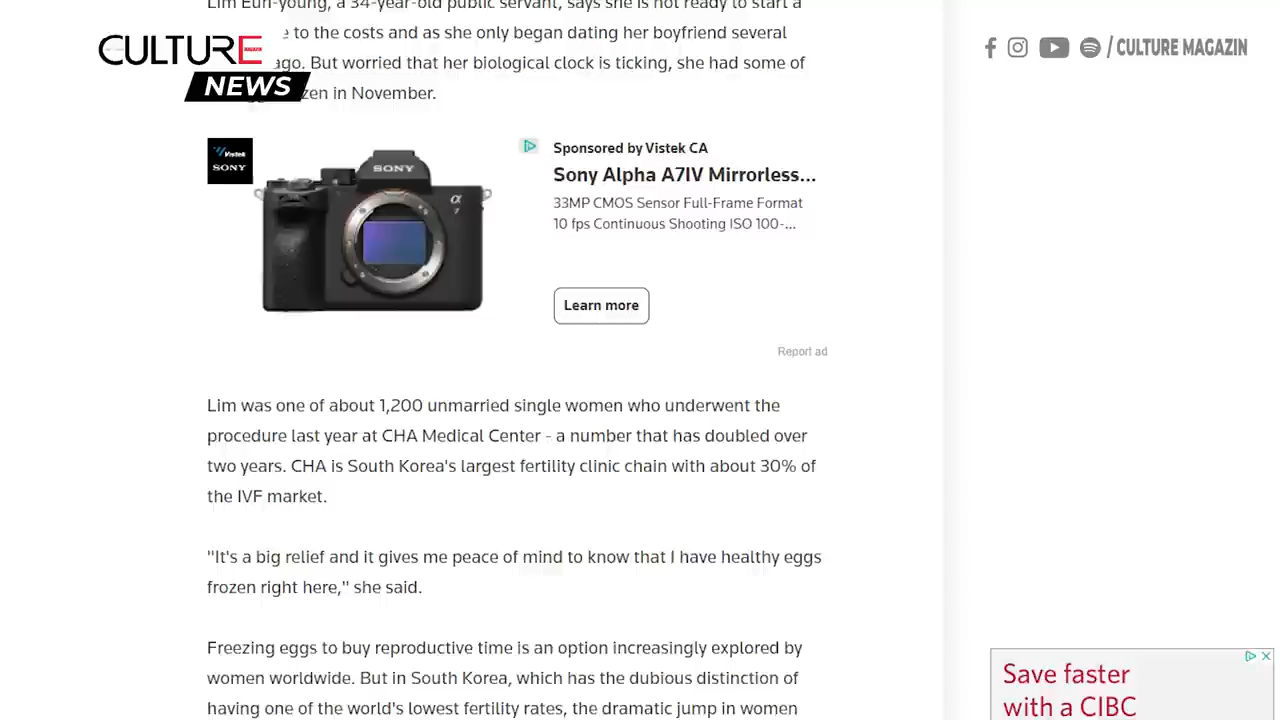 Lim Eun-young, a 34-year-old public servant, says she is not ready to start a
to the costs and as she only began dating her boyfriend several
ago. But worried that her biological clock is ticking, she had some of
in November.
CULTURE
NEWS
/ CULTURE MAGAZIN
Vistek
SONY
SONY
α
7
Sponsored by Vistek CA
Sony Alpha A7IV Mirrorless...
33MP CMOS Sensor Full-Frame Format
10 fps Continuous Shooting ISO 100-...
Learn more
Report ad
Lim was one of about 1,200 unmarried single women who underwent the
procedure last year at CHA Medical Center - a number that has doubled over
two years. CHA is South Korea's largest fertility clinic chain with about 30% of
the IVF market.
"It's a big relief and it gives me peace of mind to know that I have healthy eggs
frozen right here," she said.
Freezing eggs to buy reproductive time is an option increasingly explored by
women worldwide. But in South Korea, which has the dubious distinction of
having one of the world's lowest fertility rates, the dramatic jump in women
Save faster
with a CIBC